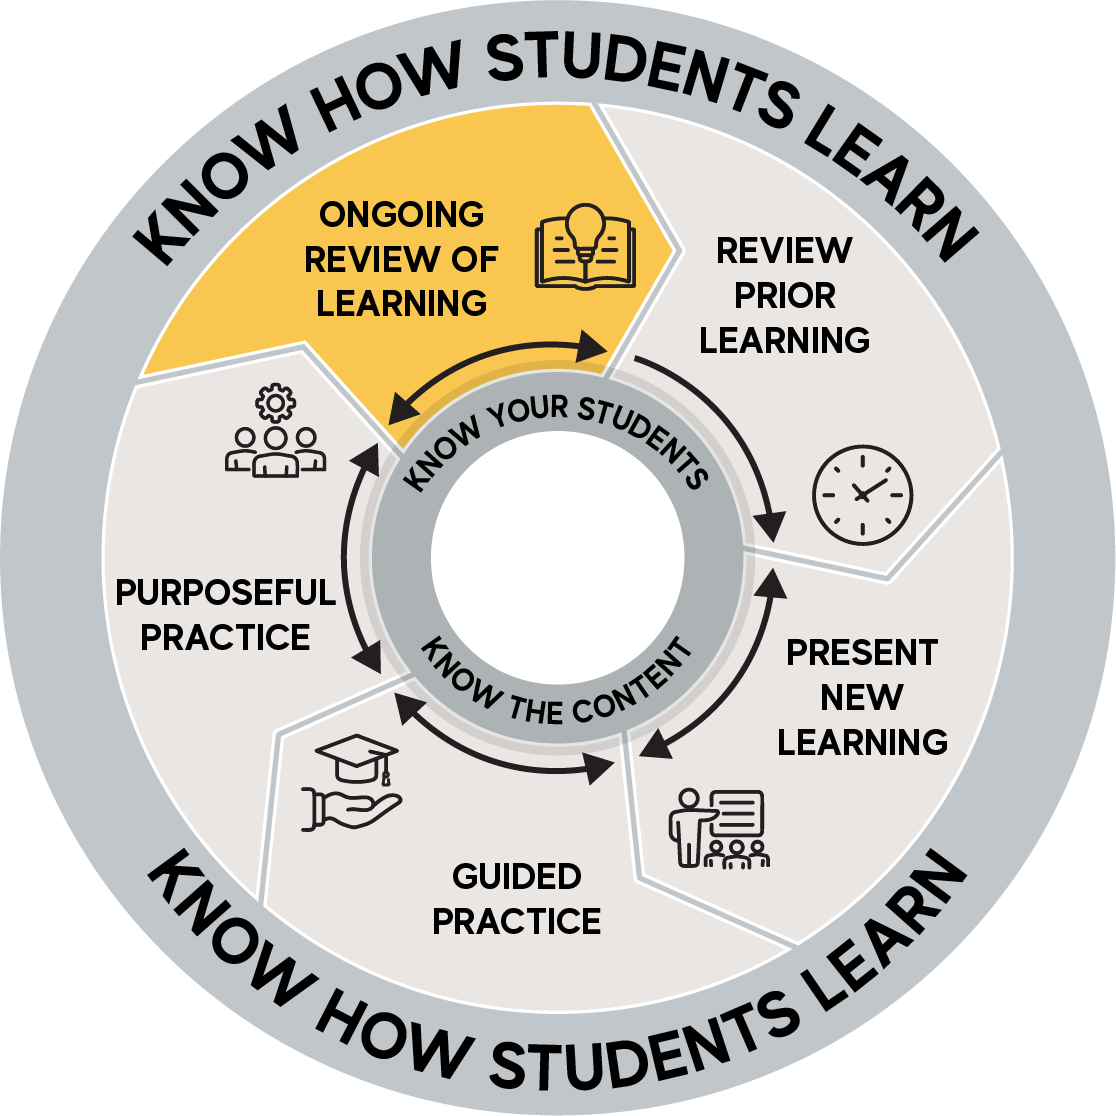 KNOW HOW STUDENTS LEARN
ONGOING
REVIEW OF
LEARNING
REVIEW
PRIOR
LEARNING
PRESENT
NEW
LEARNING
GUIDED
PRACTICE
PURPOSEFUL
PRACTICE
KNOW YOUR STUDENTS
KNOW THE CONTENT
KNOW HOW STUDENTS LEARN